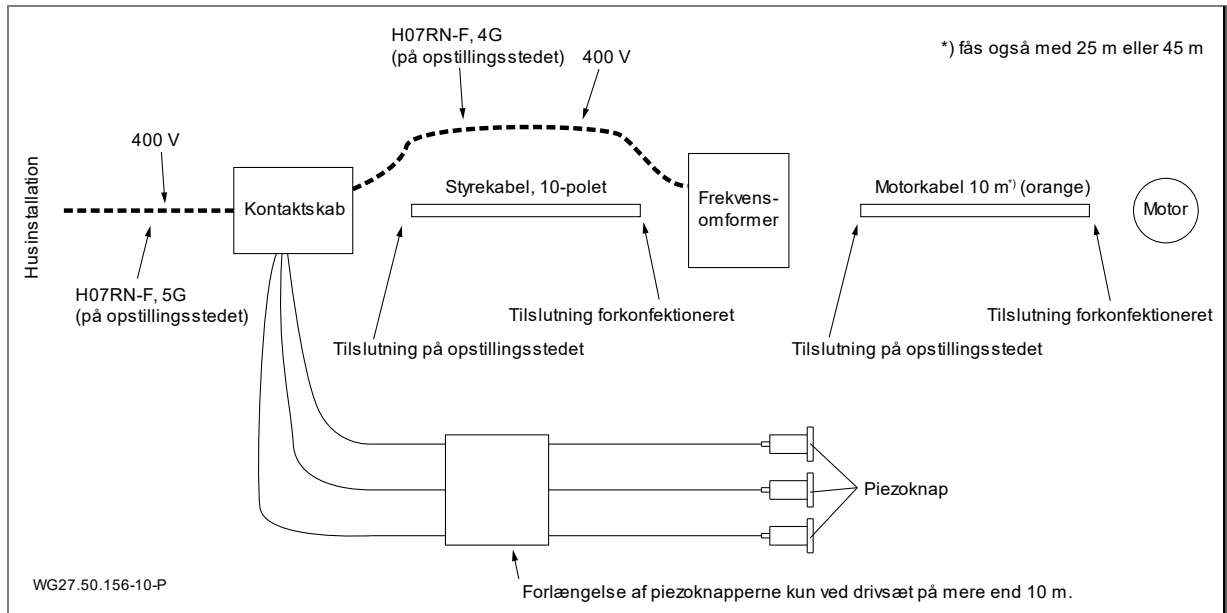 H07RN-F, 4G
(på opstillingsstedet)
400 V
*) fås også med 25 m eller 45 m
400 V
Husinstallation
Kontaktskab
Styrekabel, 10-polet
Frekvens-
omformer
Motorkabel 10 m*) (orange)
Motor
H07RN-F, 5G
(på opstillingsstedet)
Tilslutning forkonfektioneret
Tilslutning på opstillingsstedet
Tilslutning forkonfektioneret
Tilslutning på opstillingsstedet
Piezoknap
WG27.50.156-10-P
Forlængelse af piezoknapperne kun ved drivsæt på mere end 10 m.